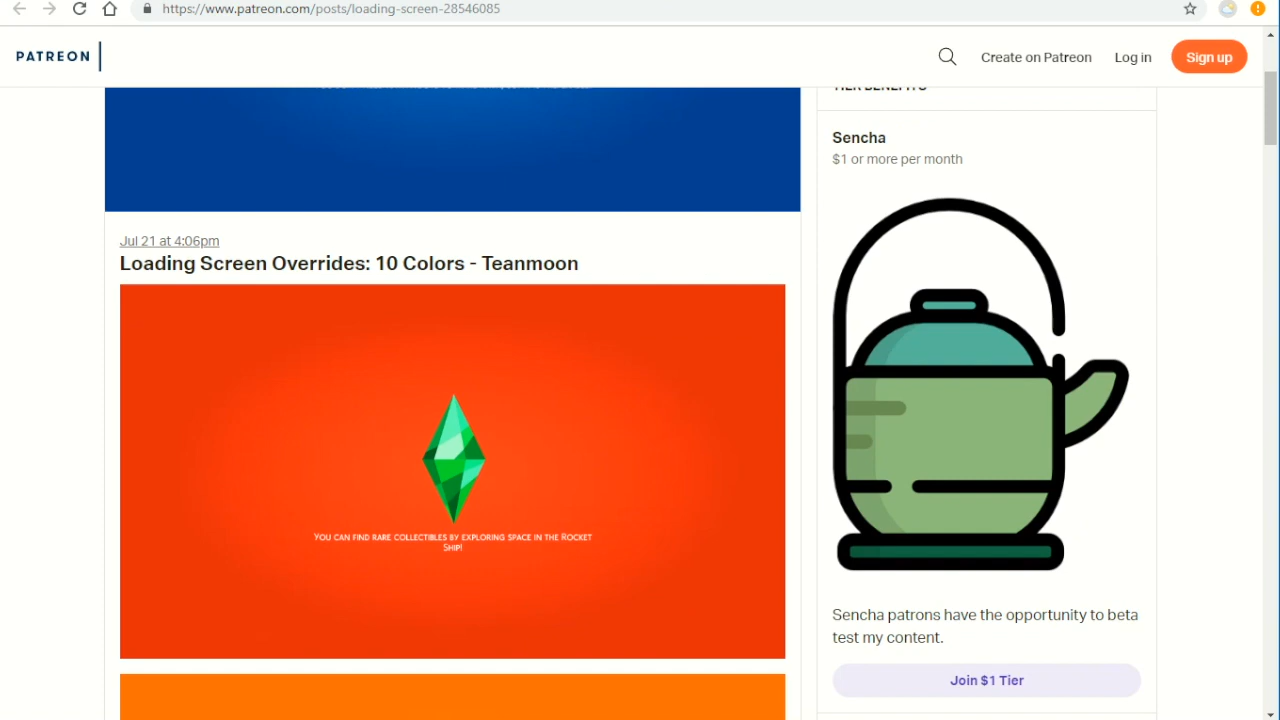 https://www.patreon.com/posts/loading-screen-28546085
PATREON
Create on Patreon
Log in
Sign up
TIER BENEFITS
Sencha
$1 or more per month
Jul 21 at 4:06pm
Loading Screen Overrides: 10 Colors - Teanmoon
You can find rare collectibles by exploring space in the Rocket
Ship!
Sencha patrons have the opportunity to beta
test my content.
Join $1 Tier